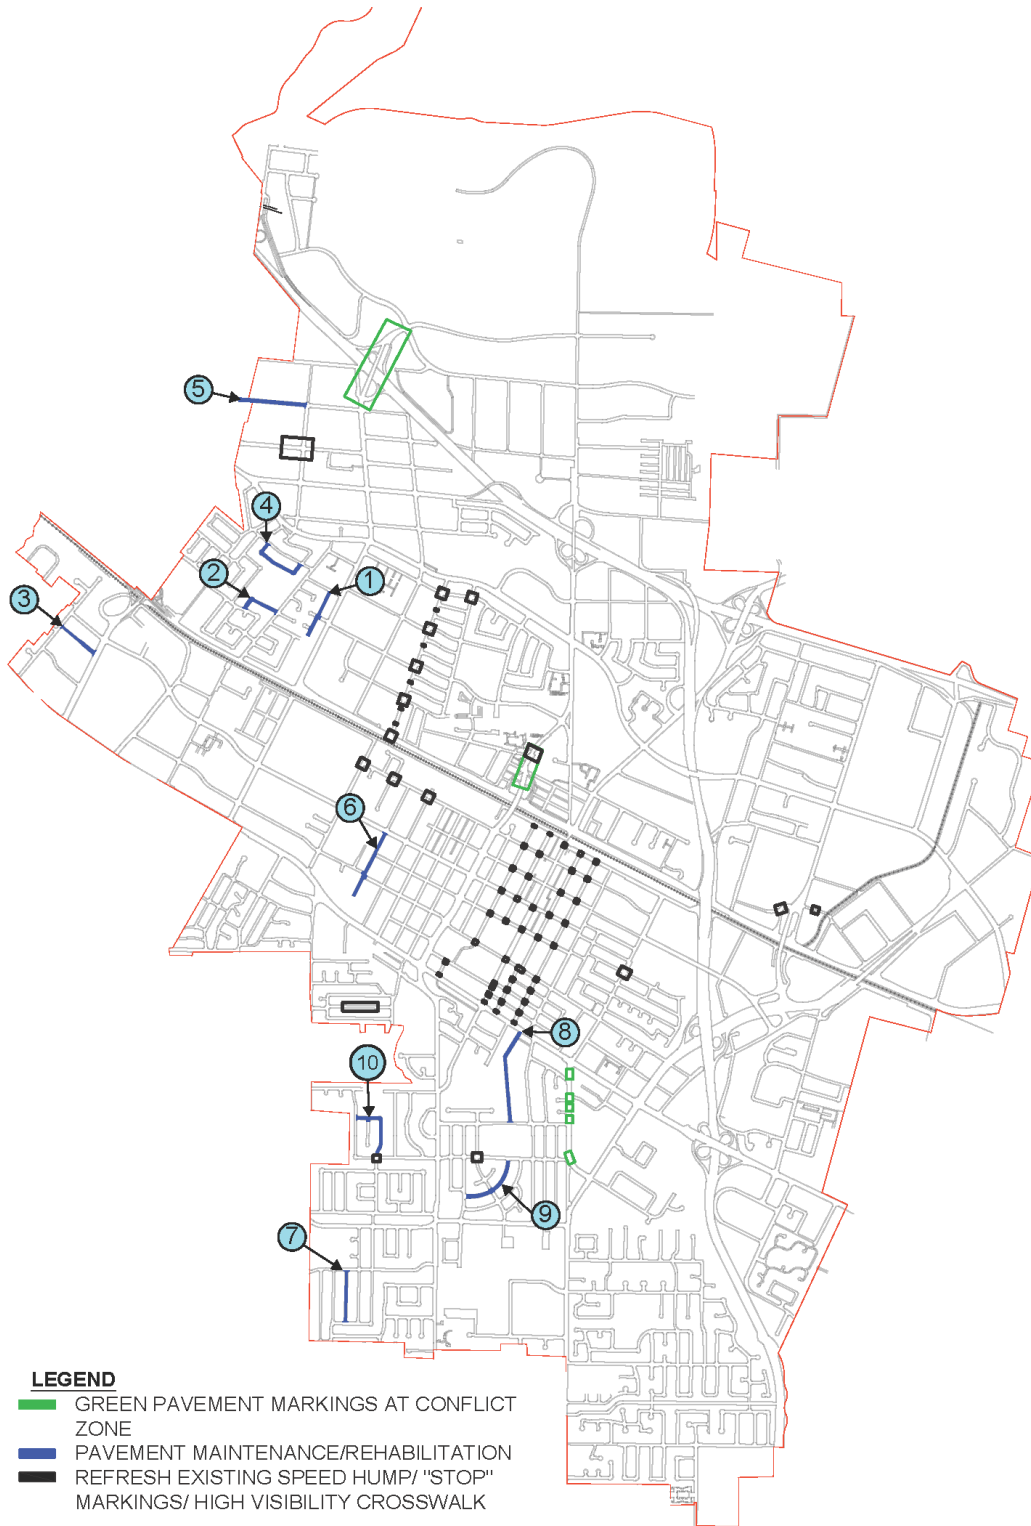 5
4
2
1
3
6
8
10
9
7
LEGEND
GREEN PAVEMENT MARKINGS AT CONFLICT
ZONE
PAVEMENT MAINTENANCE/REHABILITATION
REFRESH EXISTING SPEED HUMP/ "STOP"
MARKINGS/ HIGH VISIBILITY CROSSWALK